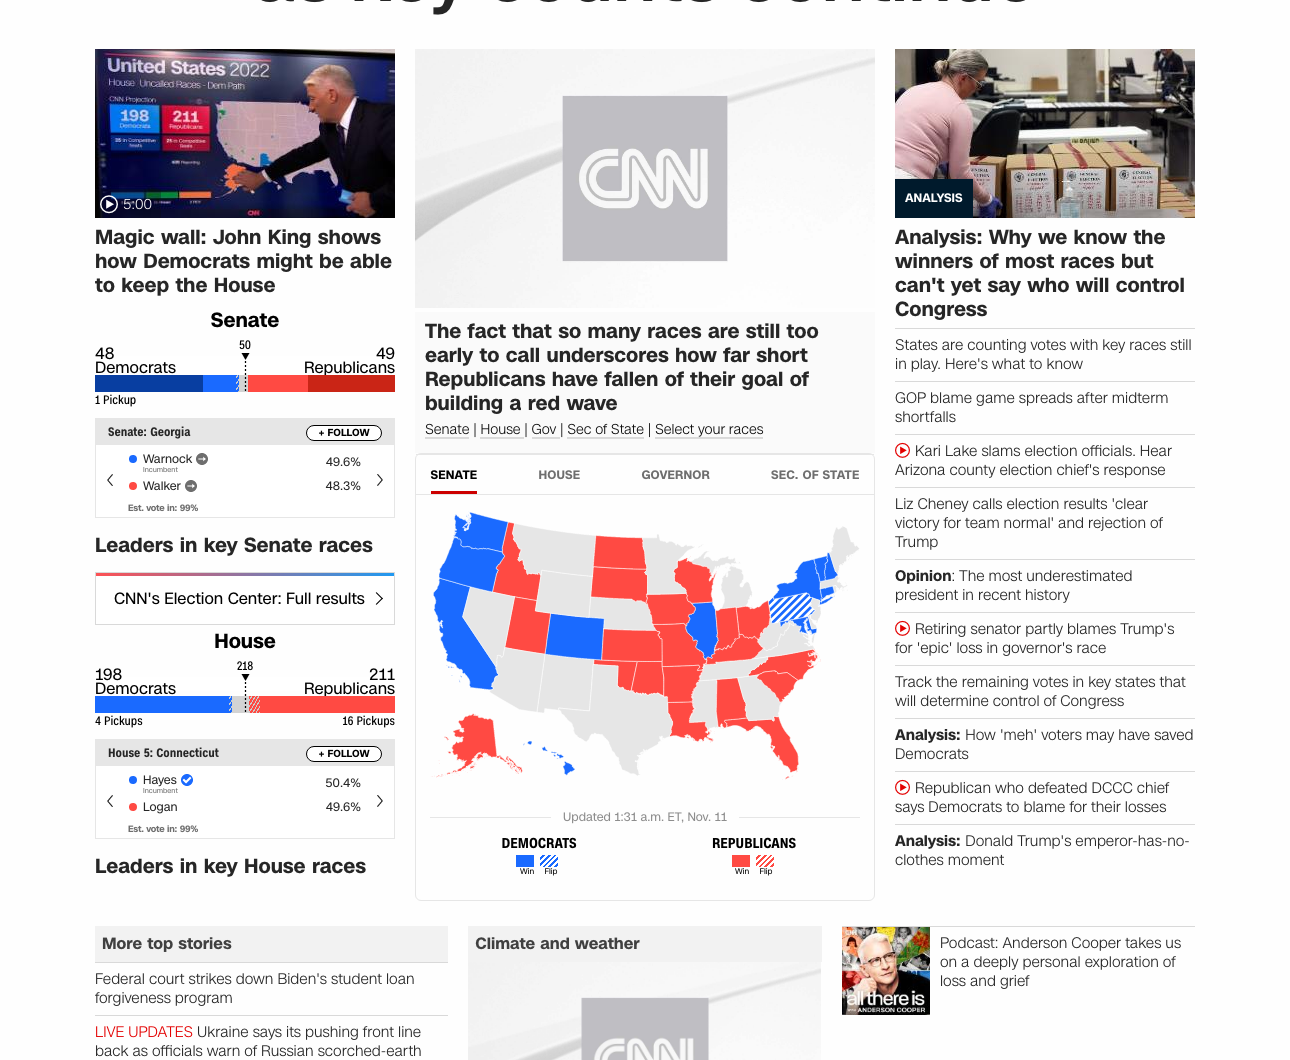 as key counts continue
United States 2022
House Uncalled Races - Dem Path
CNN Projection
198
Democrats
211
Republicans
5:00
CNN
Magic wall: John King shows
how Democrats might be able
to keep the House
Senate
50
48
Democrats
49
Republicans
1 Pickup
Senate: Georgia
+ FOLLOW
Warnock
49.6%
Incumbent
Walker
48.3%
Est. vote in: 99%
Leaders in key Senate races
CNN's Election Center: Full results
House
218
198
Democrats
211
Republicans
4 Pickups
16 Pickups
House 5: Connecticut
+ FOLLOW
Hayes
50.4%
Incumbent
Logan
49.6%
Est. vote in: 99%
Leaders in key House races
CNN
The fact that so many races are still too
early to call underscores how far short
Republicans have fallen of their goal of
building a red wave
Senate | House | Gov | Sec of State | Select your races
SENATE HOUSE GOVERNOR SEC. OF STATE
Updated 1:31 a.m. ET, Nov. 11
DEMOCRATS
Win Flip
REPUBLICANS
Win Flip
GENERAL ELECTION
GENERAL ELECTION
GENERAL ELECTION
ANALYSIS
Analysis: Why we know the
winners of most races but
can't yet say who will control
Congress
States are counting votes with key races still
in play. Here's what to know
GOP blame game spreads after midterm
shortfalls
Kari Lake slams election officials. Hear
Arizona county election chief's response
Liz Cheney calls election results 'clear
victory for team normal' and rejection of
Trump
Opinion: The most underestimated
president in recent history
Retiring senator partly blames Trump's
for 'epic' loss in governor's race
Track the remaining votes in key states that
will determine control of Congress
Analysis: How 'meh' voters may have saved
Democrats
Republican who defeated DCCC chief
says Democrats to blame for their losses
Analysis: Donald Trump's emperor-has-no-
clothes moment
More top stories
Federal court strikes down Biden's student loan
forgiveness program
LIVE UPDATES Ukraine says its pushing front line
back as officials warn of Russian scorched-earth
Climate and weather
CNN
all there is
ANDERSON COOPER
Podcast: Anderson Cooper takes us
on a deeply personal exploration of
loss and grief